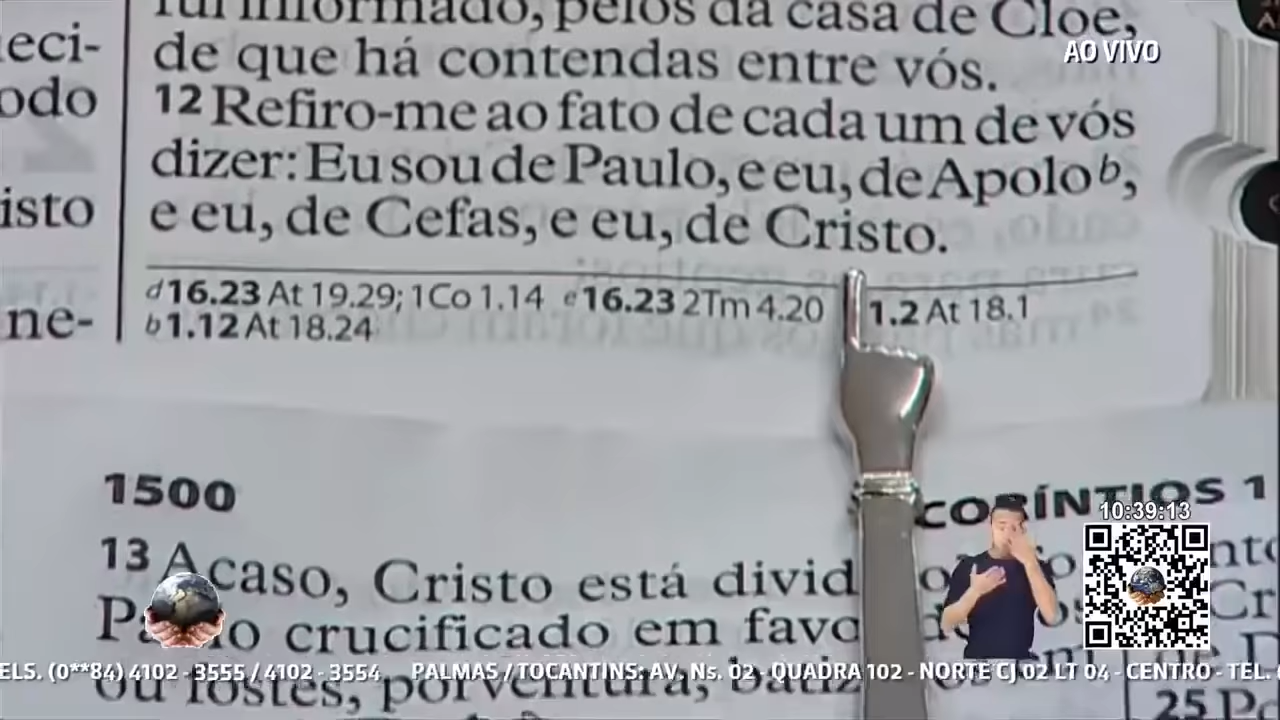 fui informado, pelos da casa de Cloe,
de que há contendas entre vós.
12 Refiro-me ao fato de cada um de vós
dizer: Eu sou de Paulo, e eu, de Apolo b,
e eu, de Cefas, e eu, de Cristo.
eci-
odo
isto
ne-
d 16.23 At 19.29; 1Co 1.14 e 16.23 2Tm 4.20 1.2 At 18.1
b 1.12 At 18.24
AO VIVO
1500
CORÍNTIOS 1
10:39:13
13 Acaso, Cristo está divid
crucificado em favo
ou fostes, porventura, batiz
25
ELS. (0**84) 4102 - 3555 / 4102 - 3554 PALMAS / TOCANTINS: AV. Ns. 02 - QUADRA 102 - NORTE CJ 02 LT 04 - CENTRO - TEL.